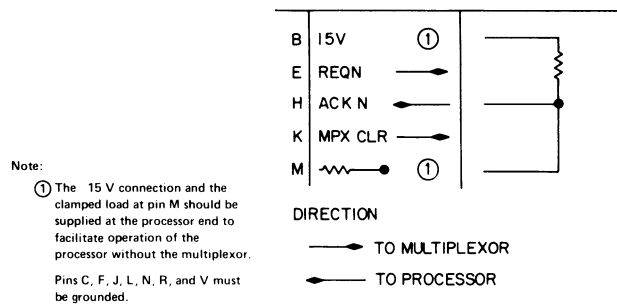 B 15V ①
E REQN
H ACK N
K MPX CLR
M ①
Note:
① The 15 V connection and the
clamped load at pin M should be
supplied at the processor end to
facilitate operation of the
processor without the multiplexor.
Pins C, F, J, L, N, R, and V must
be grounded.
DIRECTION
TO MULTIPLEXOR
TO PROCESSOR